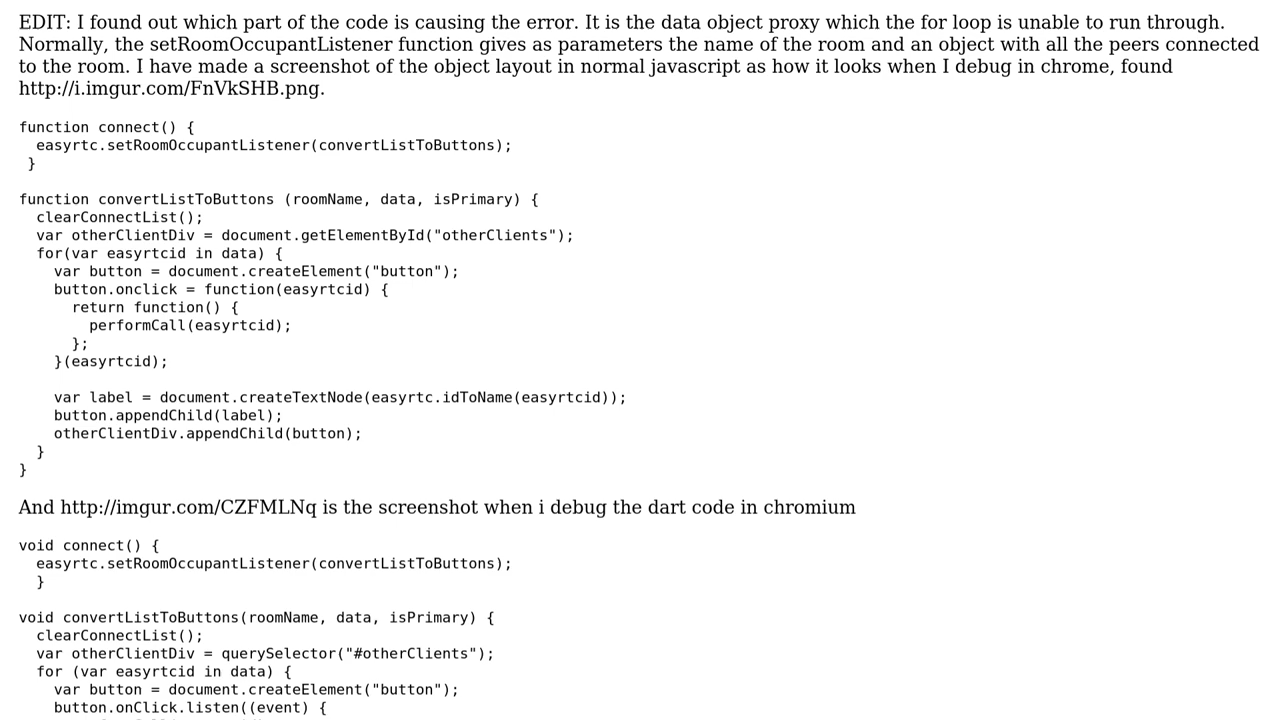 EDIT: I found out which part of the code is causing the error. It is the data object proxy which the for loop is unable to run through.
Normally, the setRoomOccupantListener function gives as parameters the name of the room and an object with all the peers connected
to the room. I have made a screenshot of the object layout in normal javascript as how it looks when I debug in chrome, found
http://i.imgur.com/FnVkSHB.png.
function connect() {
  easyrtc.setRoomOccupantListener(convertListToButtons);
 }
function convertListToButtons (roomName, data, isPrimary) {
  clearConnectList();
  var otherClientDiv = document.getElementById("otherClients");
  for(var easyrtcid in data) {
    var button = document.createElement("button");
    button.onclick = function(easyrtcid) {
      return function() {
        performCall(easyrtcid);
      };
    }(easyrtcid);
    var label = document.createTextNode(easyrtc.idToName(easyrtcid));
    button.appendChild(label);
    otherClientDiv.appendChild(button);
  }
}
And http://imgur.com/CZFMLNq is the screenshot when i debug the dart code in chromium
void connect() {
  easyrtc.setRoomOccupantListener(convertListToButtons);
  }
void convertListToButtons(roomName, data, isPrimary) {
  clearConnectList();
  var otherClientDiv = querySelector("#otherClients");
  for (var easyrtcid in data) {
    var button = document.createElement("button");
    button.onClick.listen((event) {